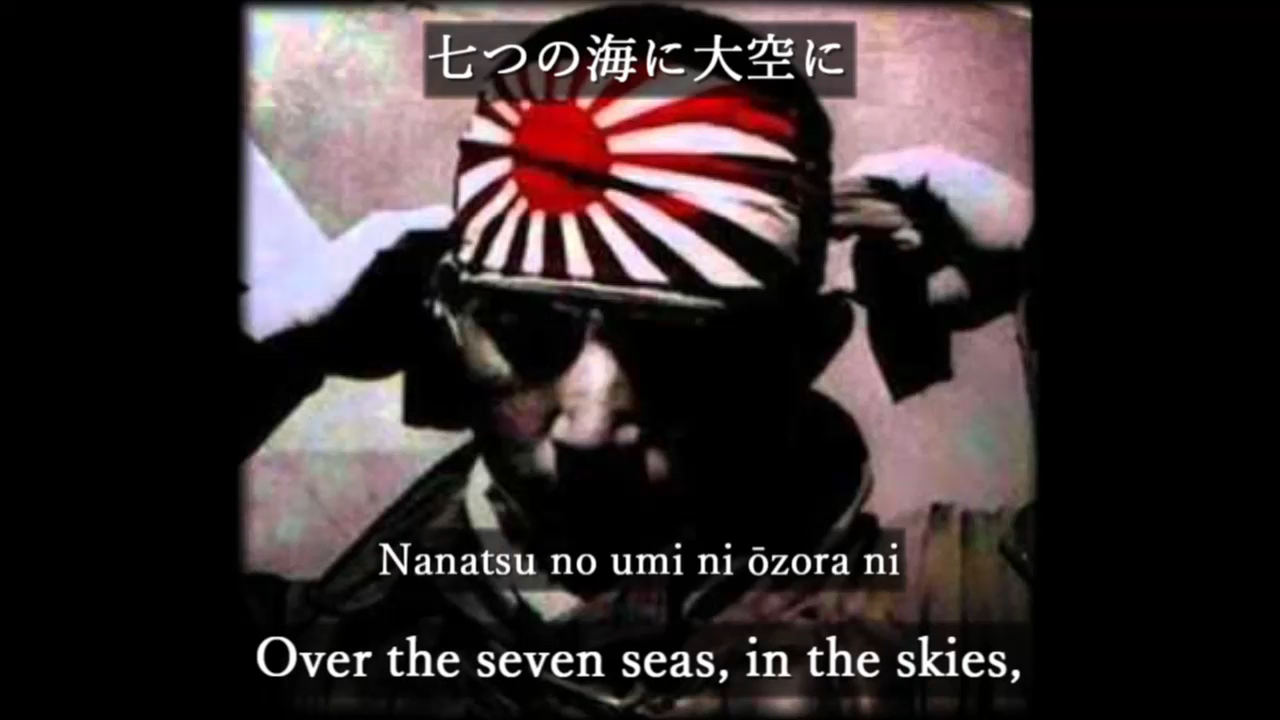 七つの海に大空に
Nanatsu no umi ni ōzora ni
Over the seven seas, in the skies,